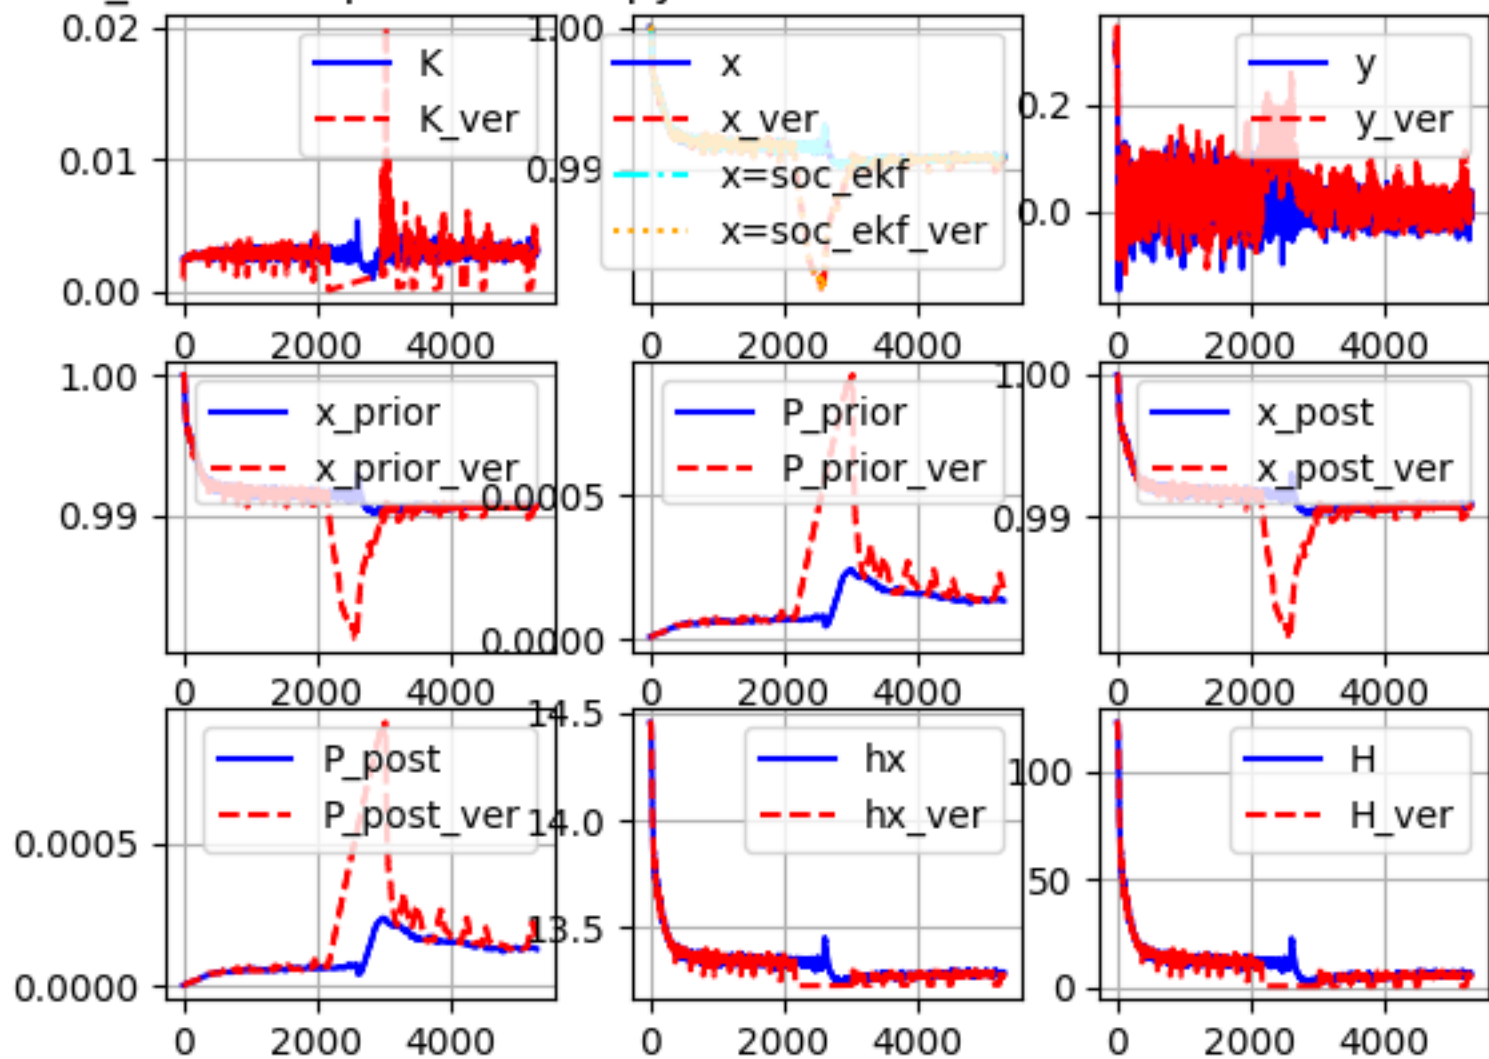 0.02
0.01
0.00
K
K_ver
0 2000 4000
1.00
0.99
x
x_ver
x=soc_ekf
x=soc_ekf_ver
0 2000 4000
0.2
0.0
y
y_ver
0 2000 4000
1.00
0.99
x_prior
x_prior_ver
0 2000 4000
0.0005
0.0000
P_prior
P_prior_ver
0 2000 4000
1.00
0.99
x_post
x_post_ver
0 2000 4000
0.0005
0.0000
P_post
P_post_ver
0 2000 4000
14.5
14.0
13.5
hx
hx_ver
0 2000 4000
100
50
0
H
H_ver
0 2000 4000